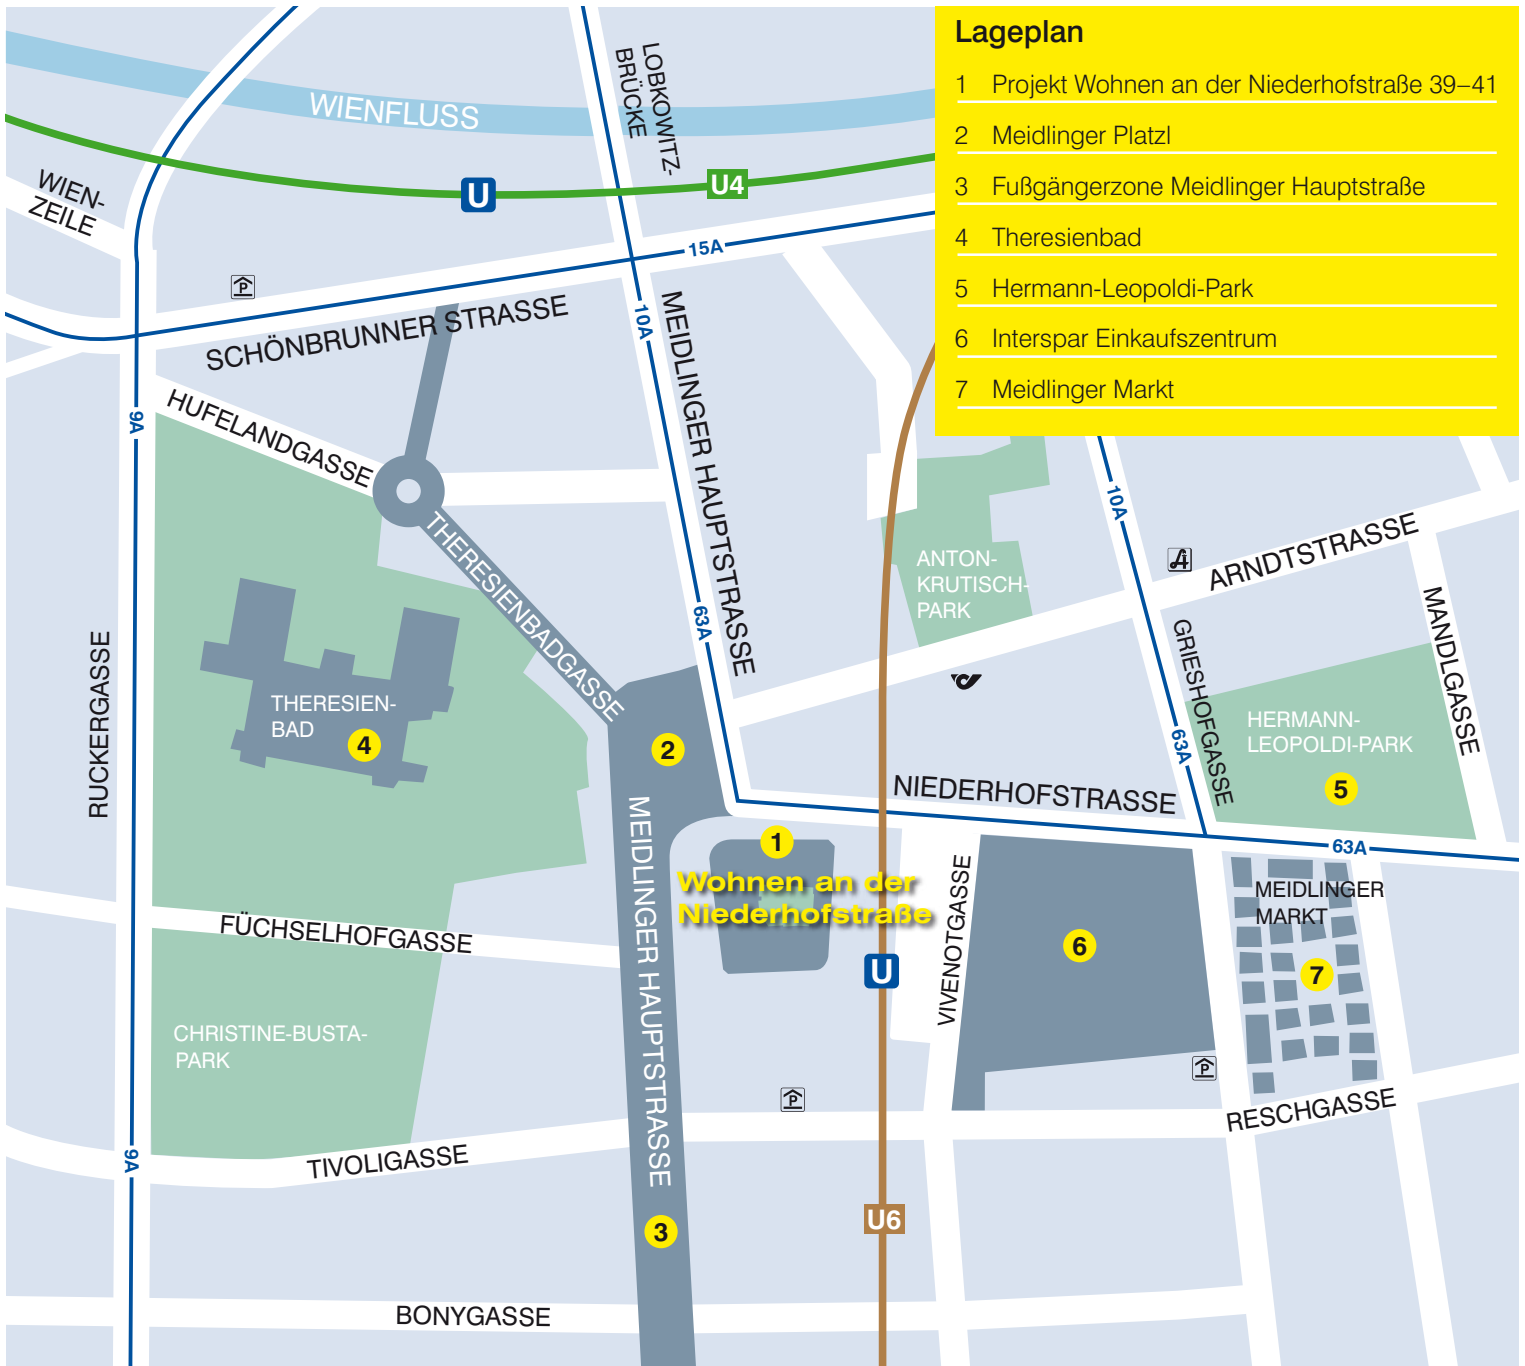 Lageplan
1 Projekt Wohnen an der Niederhofstraße 39–41
2 Meidlinger Platzl
3 Fußgängerzone Meidlinger Hauptstraße
4 Theresienbad
5 Hermann-Leopoldi-Park
6 Interspar Einkaufszentrum
7 Meidlinger Markt
WIENFLUSS
LOBKOWITZ-
BRÜCKE
U
U4
WIEN-
ZEILE
15A
P
SCHÖNBRUNNER STRASSE
10A
MEIDLINGER HAUPTSTRASSE
9A
HUFELANDGASSE
THERESIENBADGASSE
10A
ARNDTSTRASSE
ANTON-
KRUTISCH-
PARK
63A
MANDLGASSE
GRIESHOFGASSE
RUCKERGASSE
THERESIEN-
BAD
4
2
HERMANN-
LEOPOLDI-PARK
5
63A
NIEDERHOFSTRASSE
63A
1
Wohnen an der
Niederhofstraße
MEIDLINGER HAUPTSTRASSE
VIVENOTGASSE
MEIDLINGER
MARKT
FÜCHSELHOFGASSE
6
7
U
CHRISTINE-BUSTA-
PARK
P
P
RESCHGASSE
9A
TIVOLIGASSE
3
U6
BONYGASSE